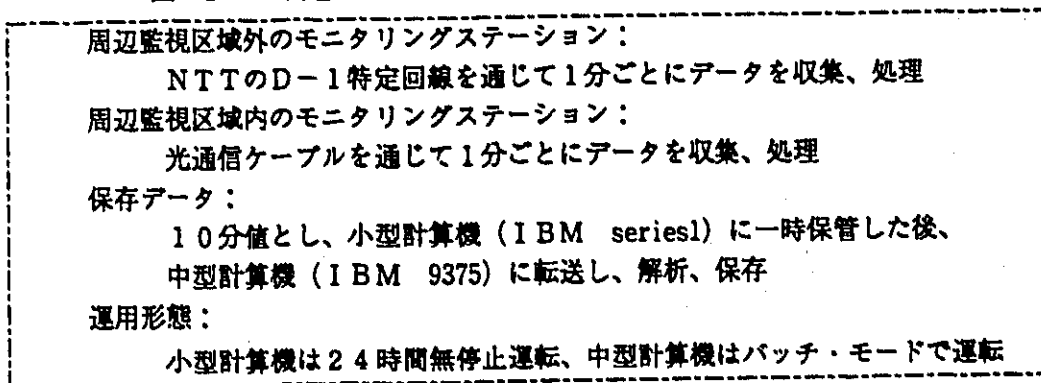 周辺監視区域外のモニタリングステーション：
NTTのD－1特定回線を通じて1分ごとにデータを収集、処理
周辺監視区域内のモニタリングステーション：
光通信ケーブルを通じて1分ごとにデータを収集、処理
保存データ：
10分値とし、小型計算機（IBM series1）に一時保管した後、
中型計算機（IBM 9375）に転送し、解析、保存
運用形態：
小型計算機は24時間無停止運転、中型計算機はバッチ・モードで運転